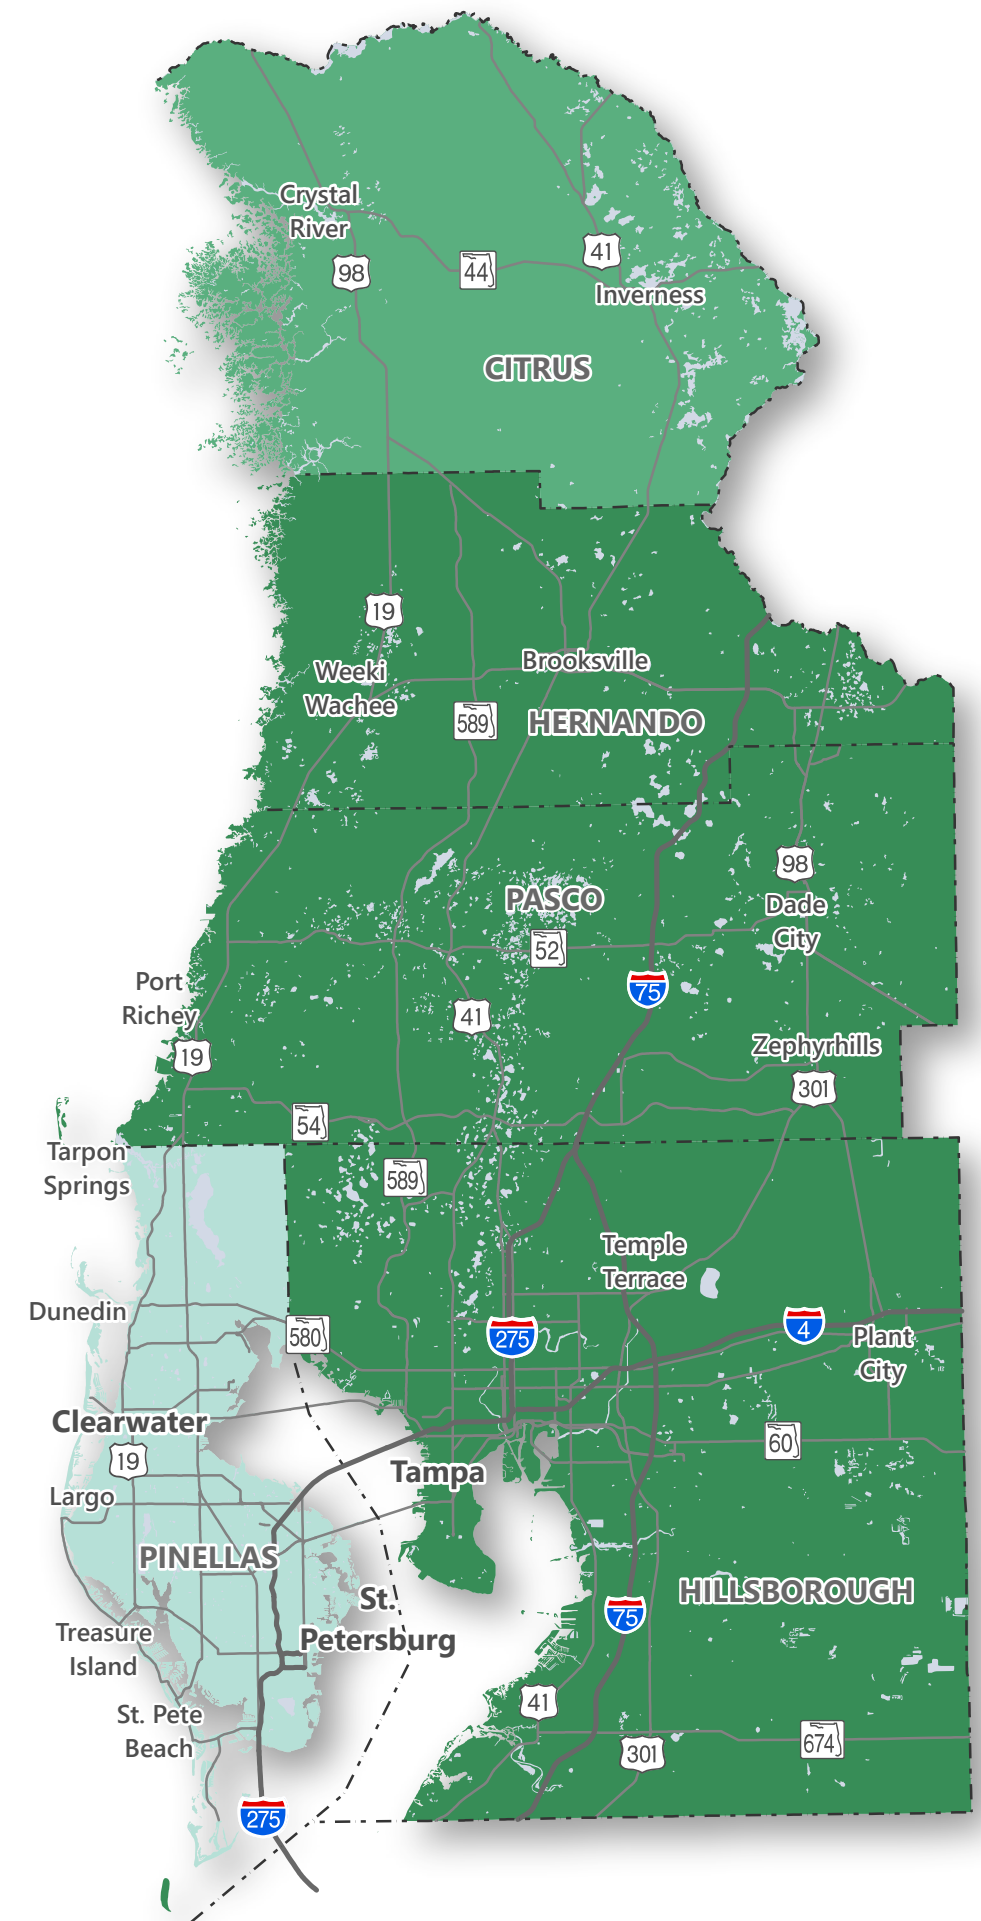 Crystal
River
98
44
41
Inverness
CITRUS
19
Weeki
Wachee
Brooksville
589
HERNANDO
98
PASCO
Dade
City
52
Port
Richey
75
41
19
Zephyrhills
301
54
Tarpon
Springs
589
Temple
Terrace
Dunedin
580
275
4
Plant
City
Clearwater
60
19
Tampa
Largo
PINELLAS
HILLSBOROUGH
St.
Petersburg
75
Treasure
Island
41
St. Pete
Beach
301
674
275